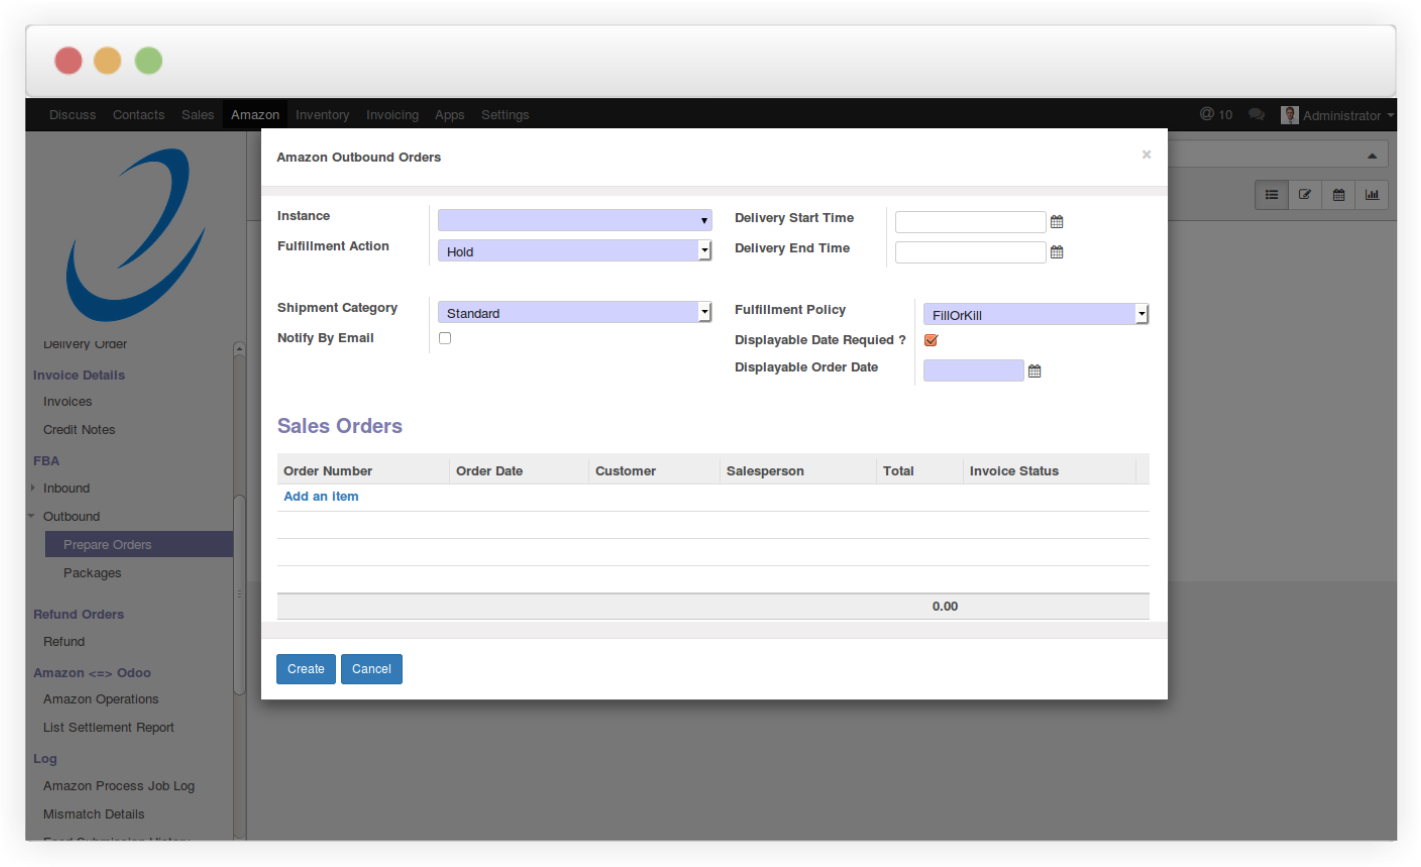 Discuss Contacts Sales Amazon Inventory Invoicing Apps Settings @ 10 Administrator
Amazon Outbound Orders ×
Instance
Delivery Start Time
Fulfillment Action Hold
Delivery End Time
Shipment Category Standard
Fulfillment Policy FillOrKill
Notify By Email
Displayable Date Requied ?
Displayable Order Date
Sales Orders
Order Number Order Date Customer Salesperson Total Invoice Status
Add an item
0.00
Create Cancel
Delivery Order
Invoice Details
Invoices
Credit Notes
FBA
Inbound
Outbound
Prepare Orders
Packages
Refund Orders
Refund
Amazon <=> Odoo
Amazon Operations
List Settlement Report
Log
Amazon Process Job Log
Mismatch Details